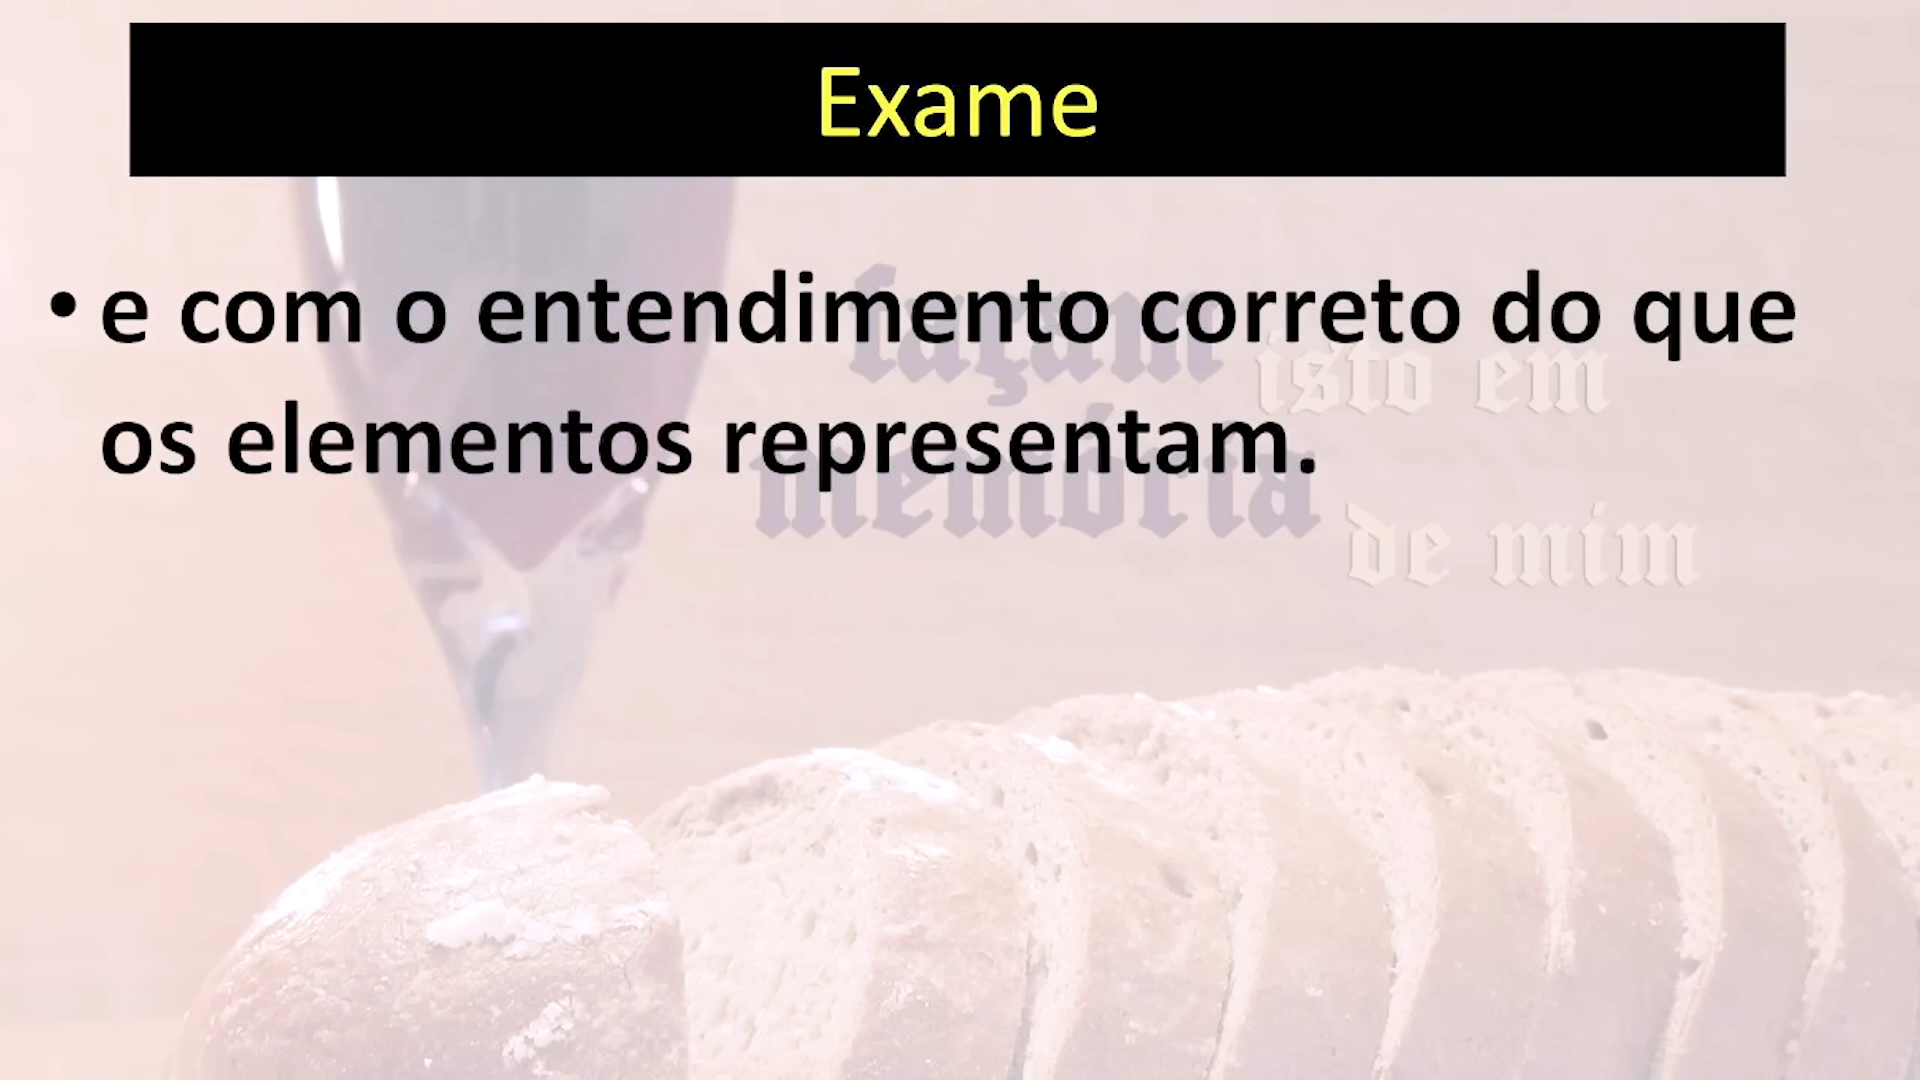 Exame
• e com o entendimento correto do que
os elementos representam.
façam
isto em
memória
de mim